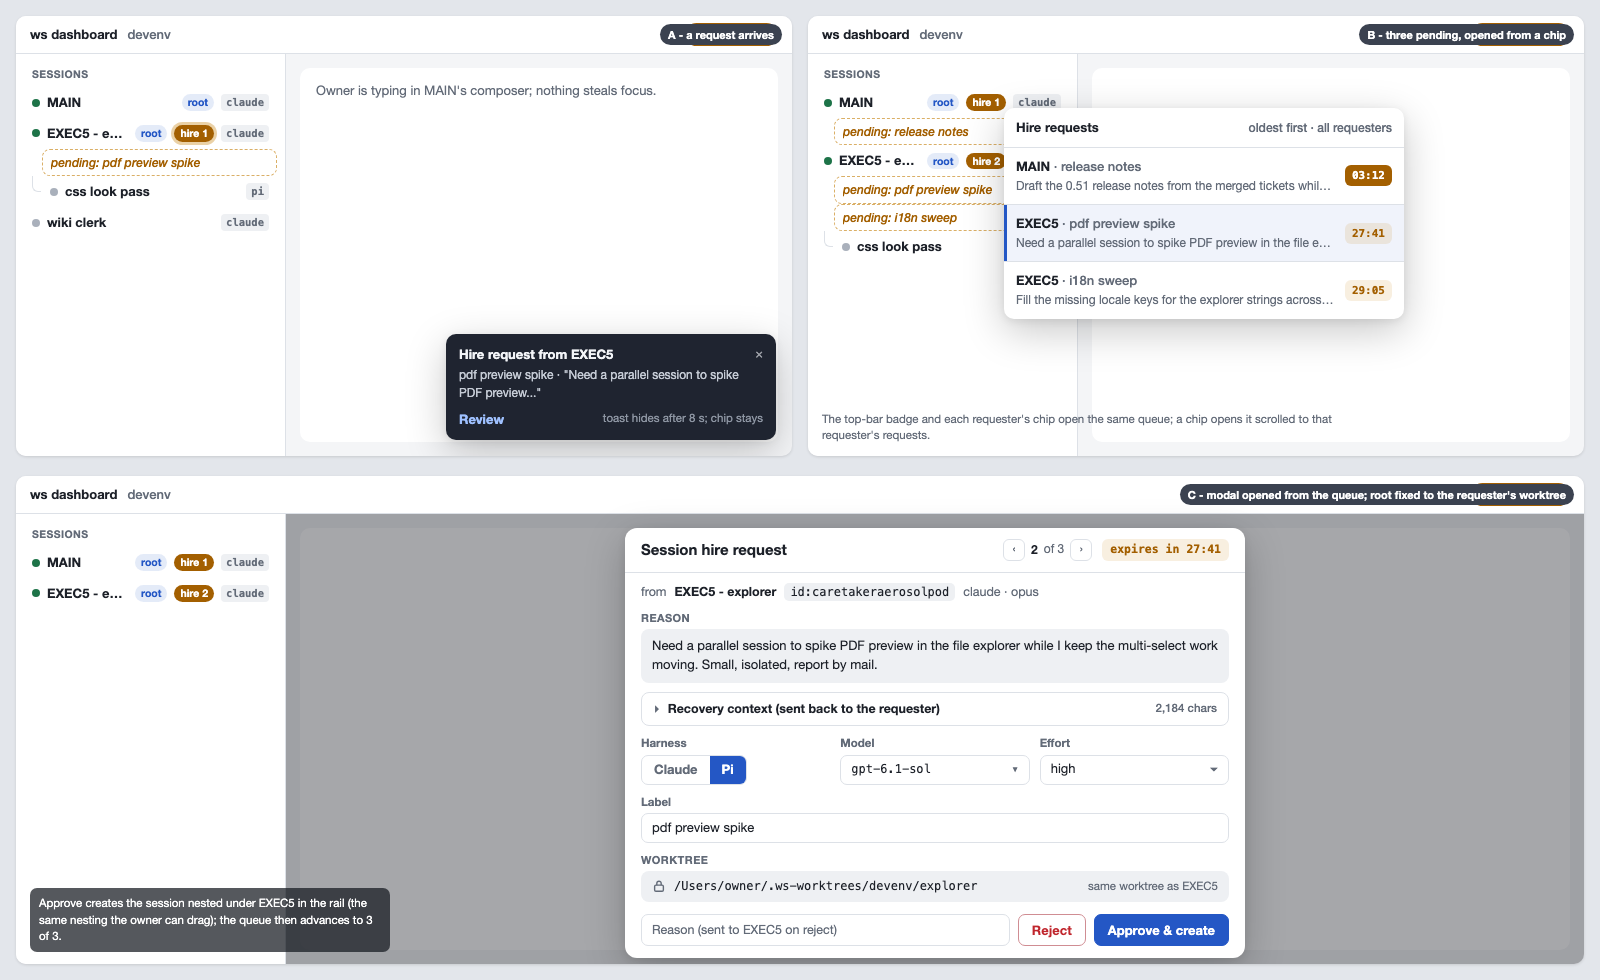 ws dashboard devenv
A - a request arrives
SESSIONS
MAIN root claude
EXEC5 - e... root hire 1 claude
pending: pdf preview spike
css look pass pi
wiki clerk claude
Owner is typing in MAIN's composer; nothing steals focus.
Hire request from EXEC5 ×
pdf preview spike · "Need a parallel session to spike
PDF preview..."
Review toast hides after 8 s; chip stays
ws dashboard devenv
B - three pending, opened from a chip
SESSIONS
MAIN root hire 1 claude
pending: release notes
EXEC5 - e... root hire 2
pending: pdf preview spike
pending: i18n sweep
css look pass
Hire requests oldest first · all requesters
MAIN · release notes
Draft the 0.51 release notes from the merged tickets whil...
03:12
EXEC5 · pdf preview spike
Need a parallel session to spike PDF preview in the file e...
27:41
EXEC5 · i18n sweep
Fill the missing locale keys for the explorer strings across...
29:05
The top-bar badge and each requester's chip open the same queue; a chip opens it scrolled to that
requester's requests.
ws dashboard devenv
C - modal opened from the queue; root fixed to the requester's worktree
SESSIONS
MAIN root hire 1 claude
EXEC5 - e... root hire 2 claude
Approve creates the session nested under EXEC5 in the rail (the
same nesting the owner can drag); the queue then advances to 3
of 3.
Session hire request ‹ 2 of 3 › expires in 27:41
from EXEC5 - explorer id:caretakeraerosolpod claude · opus
REASON
Need a parallel session to spike PDF preview in the file explorer while I keep the multi-select work
moving. Small, isolated, report by mail.
Recovery context (sent back to the requester) 2,184 chars
Harness Model Effort
Claude Pi gpt-6.1-sol high
Label
pdf preview spike
WORKTREE
/Users/owner/.ws-worktrees/devenv/explorer same worktree as EXEC5
Reason (sent to EXEC5 on reject) Reject Approve & create